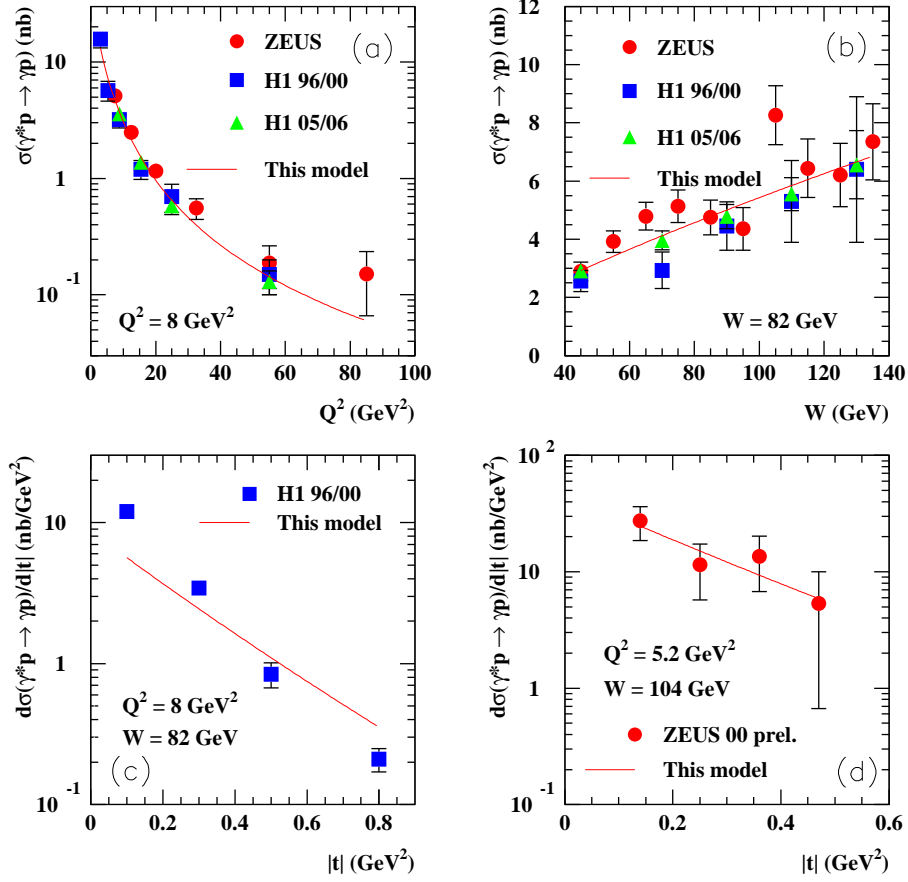 σ(γ*p → γp) (nb)
10
1
10⁻¹
ZEUS
H1 96/00
H1 05/06
This model
(a)
Q² = 8 GeV²
0 20 40 60 80 100
Q² (GeV²)
σ(γ*p → γp) (nb)
12
10
8
6
4
2
0
ZEUS
H1 96/00
H1 05/06
This model
(b)
W = 82 GeV
40 60 80 100 120 140
W (GeV)
dσ(γ*p → γp)/d|t| (nb/GeV²)
10
1
10⁻¹
H1 96/00
This model
Q² = 8 GeV²
W = 82 GeV
(c)
0 0.2 0.4 0.6 0.8
|t| (GeV²)
dσ(γ*p → γp)/d|t| (nb/GeV²)
10²
10
1
10⁻¹
Q² = 5.2 GeV²
W = 104 GeV
ZEUS 00 prel.
This model
(d)
0 0.2 0.4 0.6
|t| (GeV²)